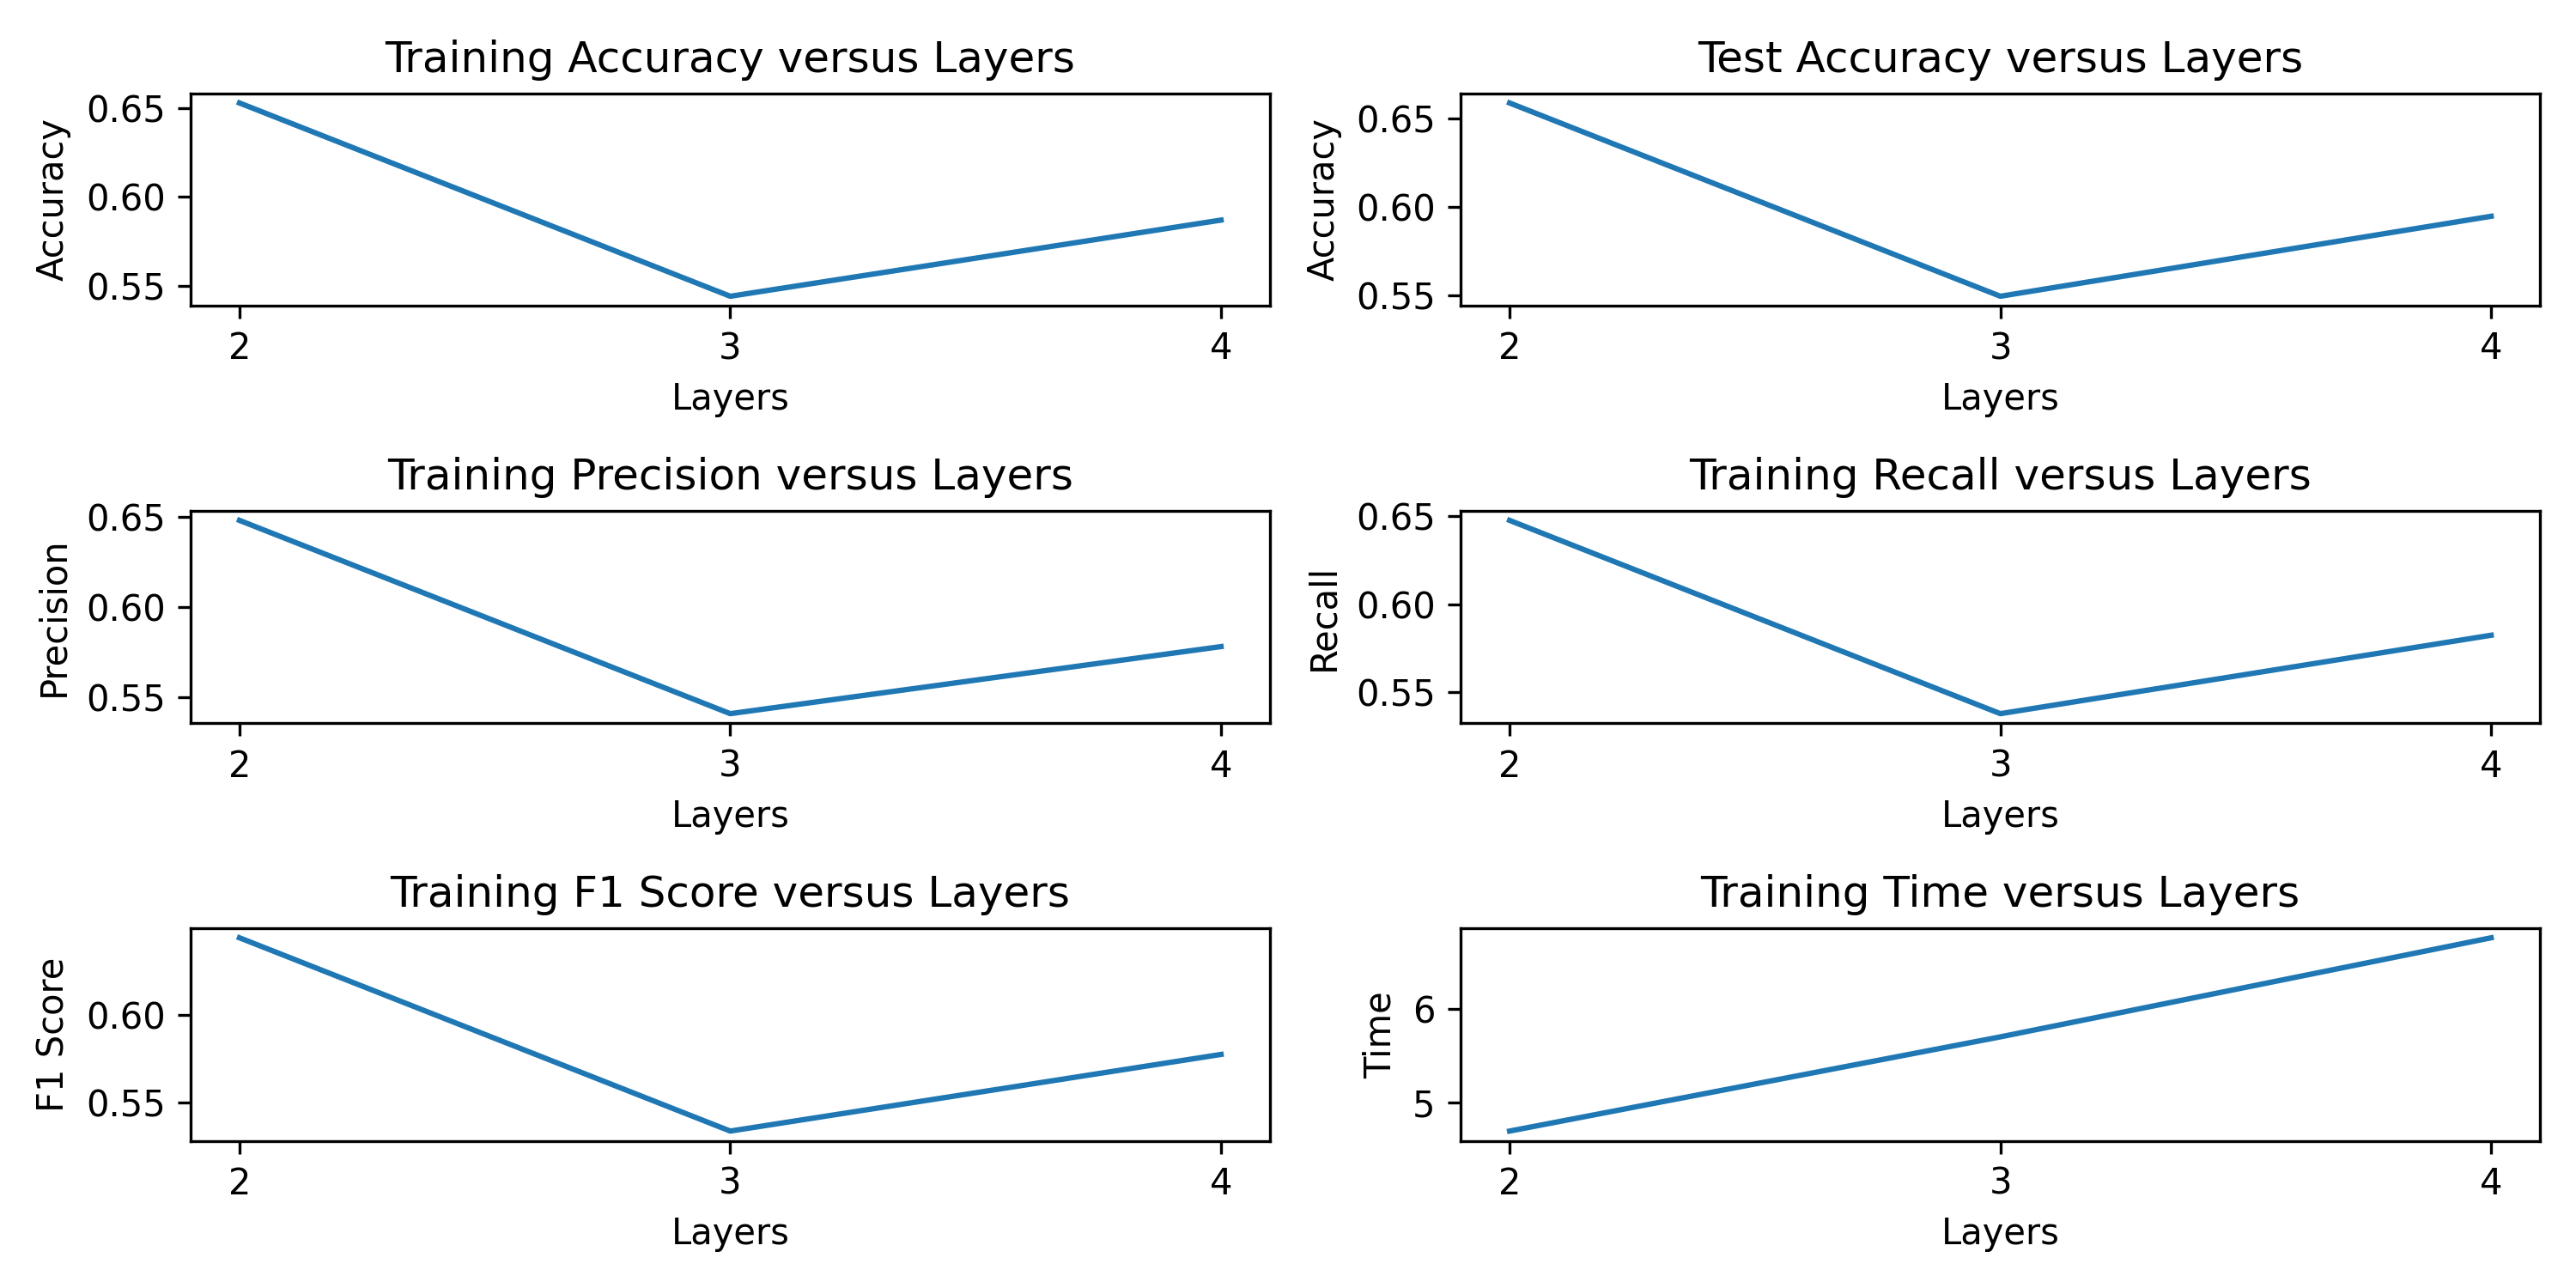 Training Accuracy versus Layers
Accuracy
0.65
0.60
0.55
2 3 4
Layers
Test Accuracy versus Layers
Accuracy
0.65
0.60
0.55
2 3 4
Layers
Training Precision versus Layers
Precision
0.65
0.60
0.55
2 3 4
Layers
Training Recall versus Layers
Recall
0.65
0.60
0.55
2 3 4
Layers
Training F1 Score versus Layers
F1 Score
0.60
0.55
2 3 4
Layers
Training Time versus Layers
Time
6
5
2 3 4
Layers